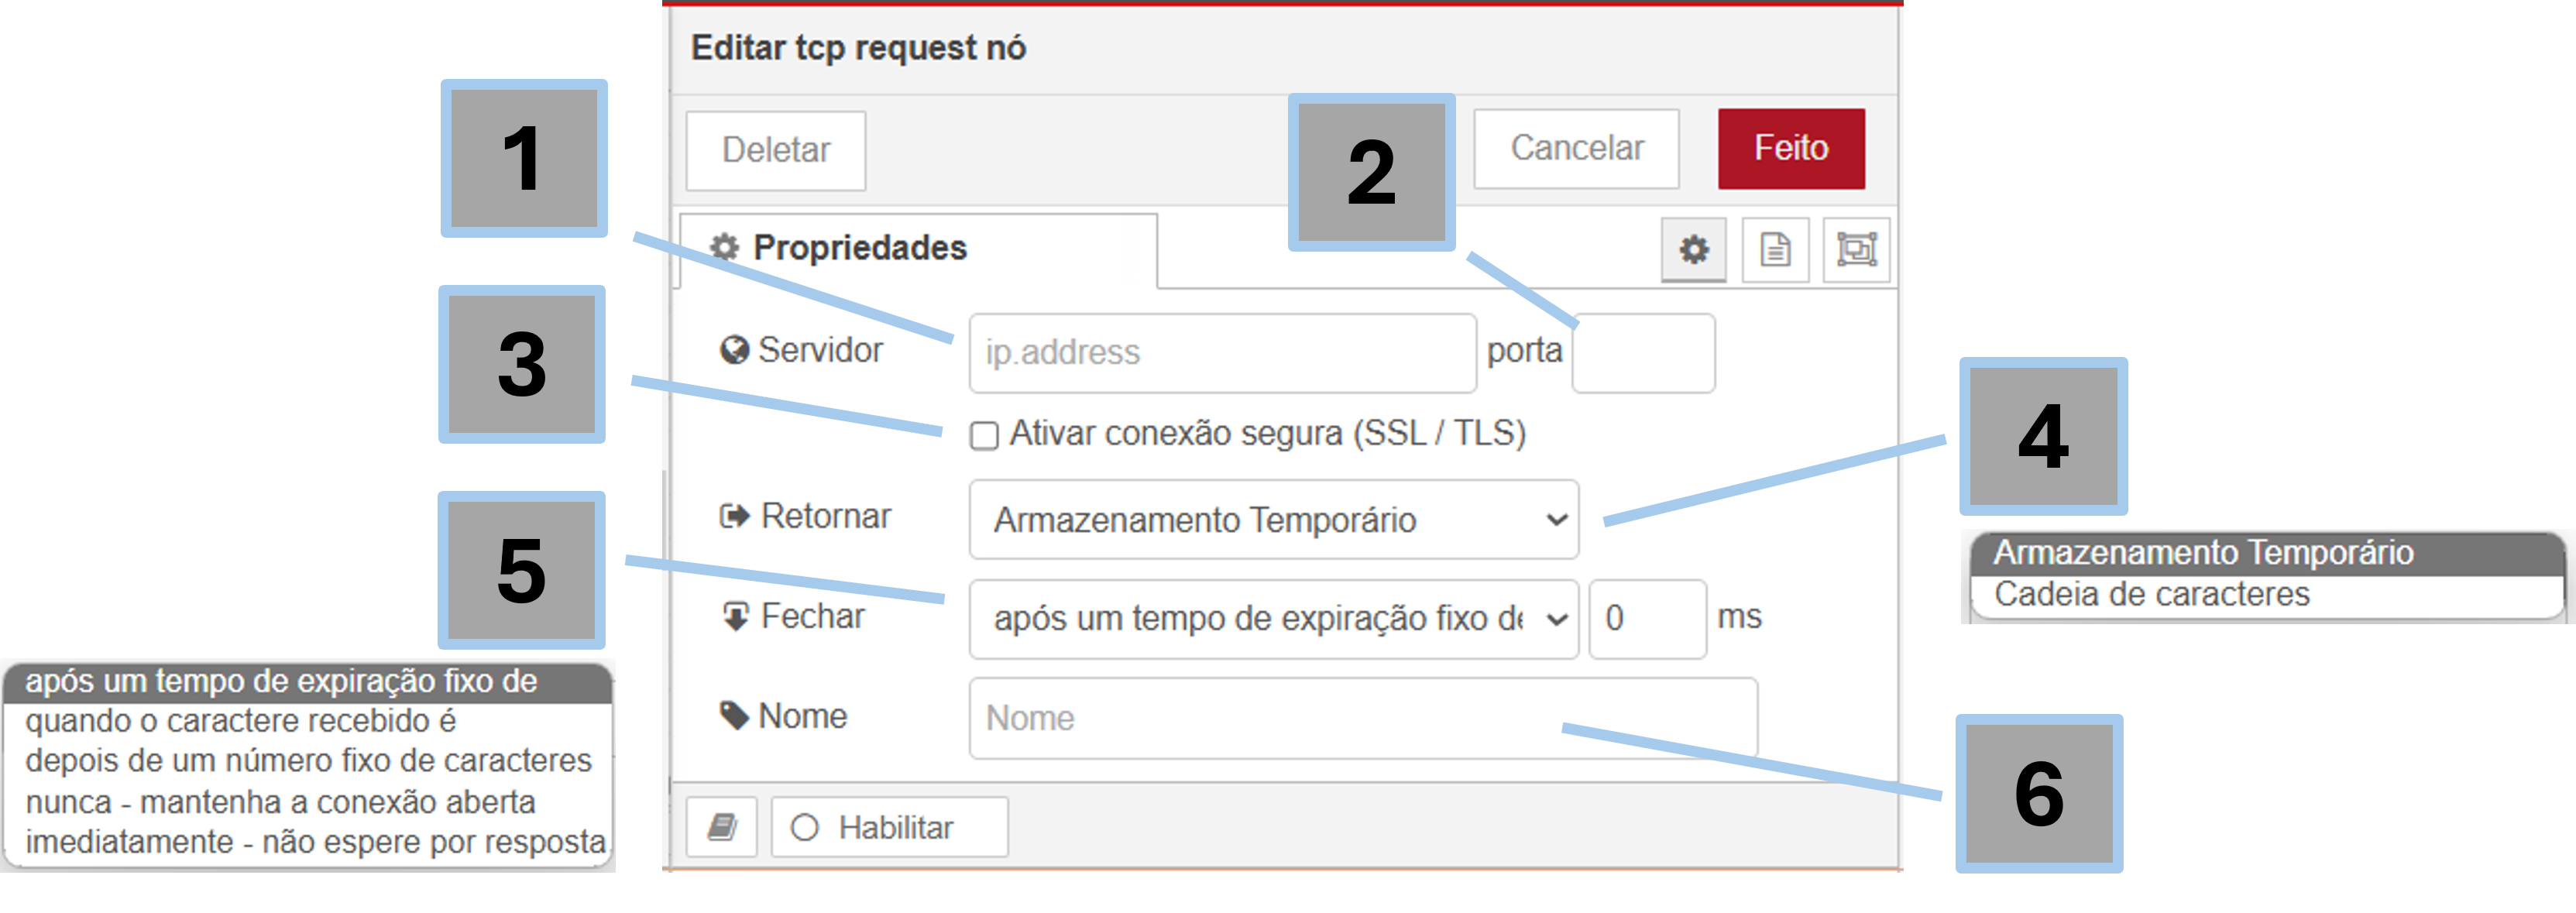 Editar tcp request nó
1
2
Deletar
Cancelar
Feito
Propriedades
3
Servidor
ip.address
porta
4
Ativar conexão segura (SSL / TLS)
Retornar
Armazenamento Temporário
5
Armazenamento Temporário
Cadeia de caracteres
Fechar
após um tempo de expiração fixo de
0
ms
após um tempo de expiração fixo de
quando o caractere recebido é
depois de um número fixo de caracteres
nunca - mantenha a conexão aberta
imediatamente - não espere por resposta
Nome
Nome
6
Habilitar